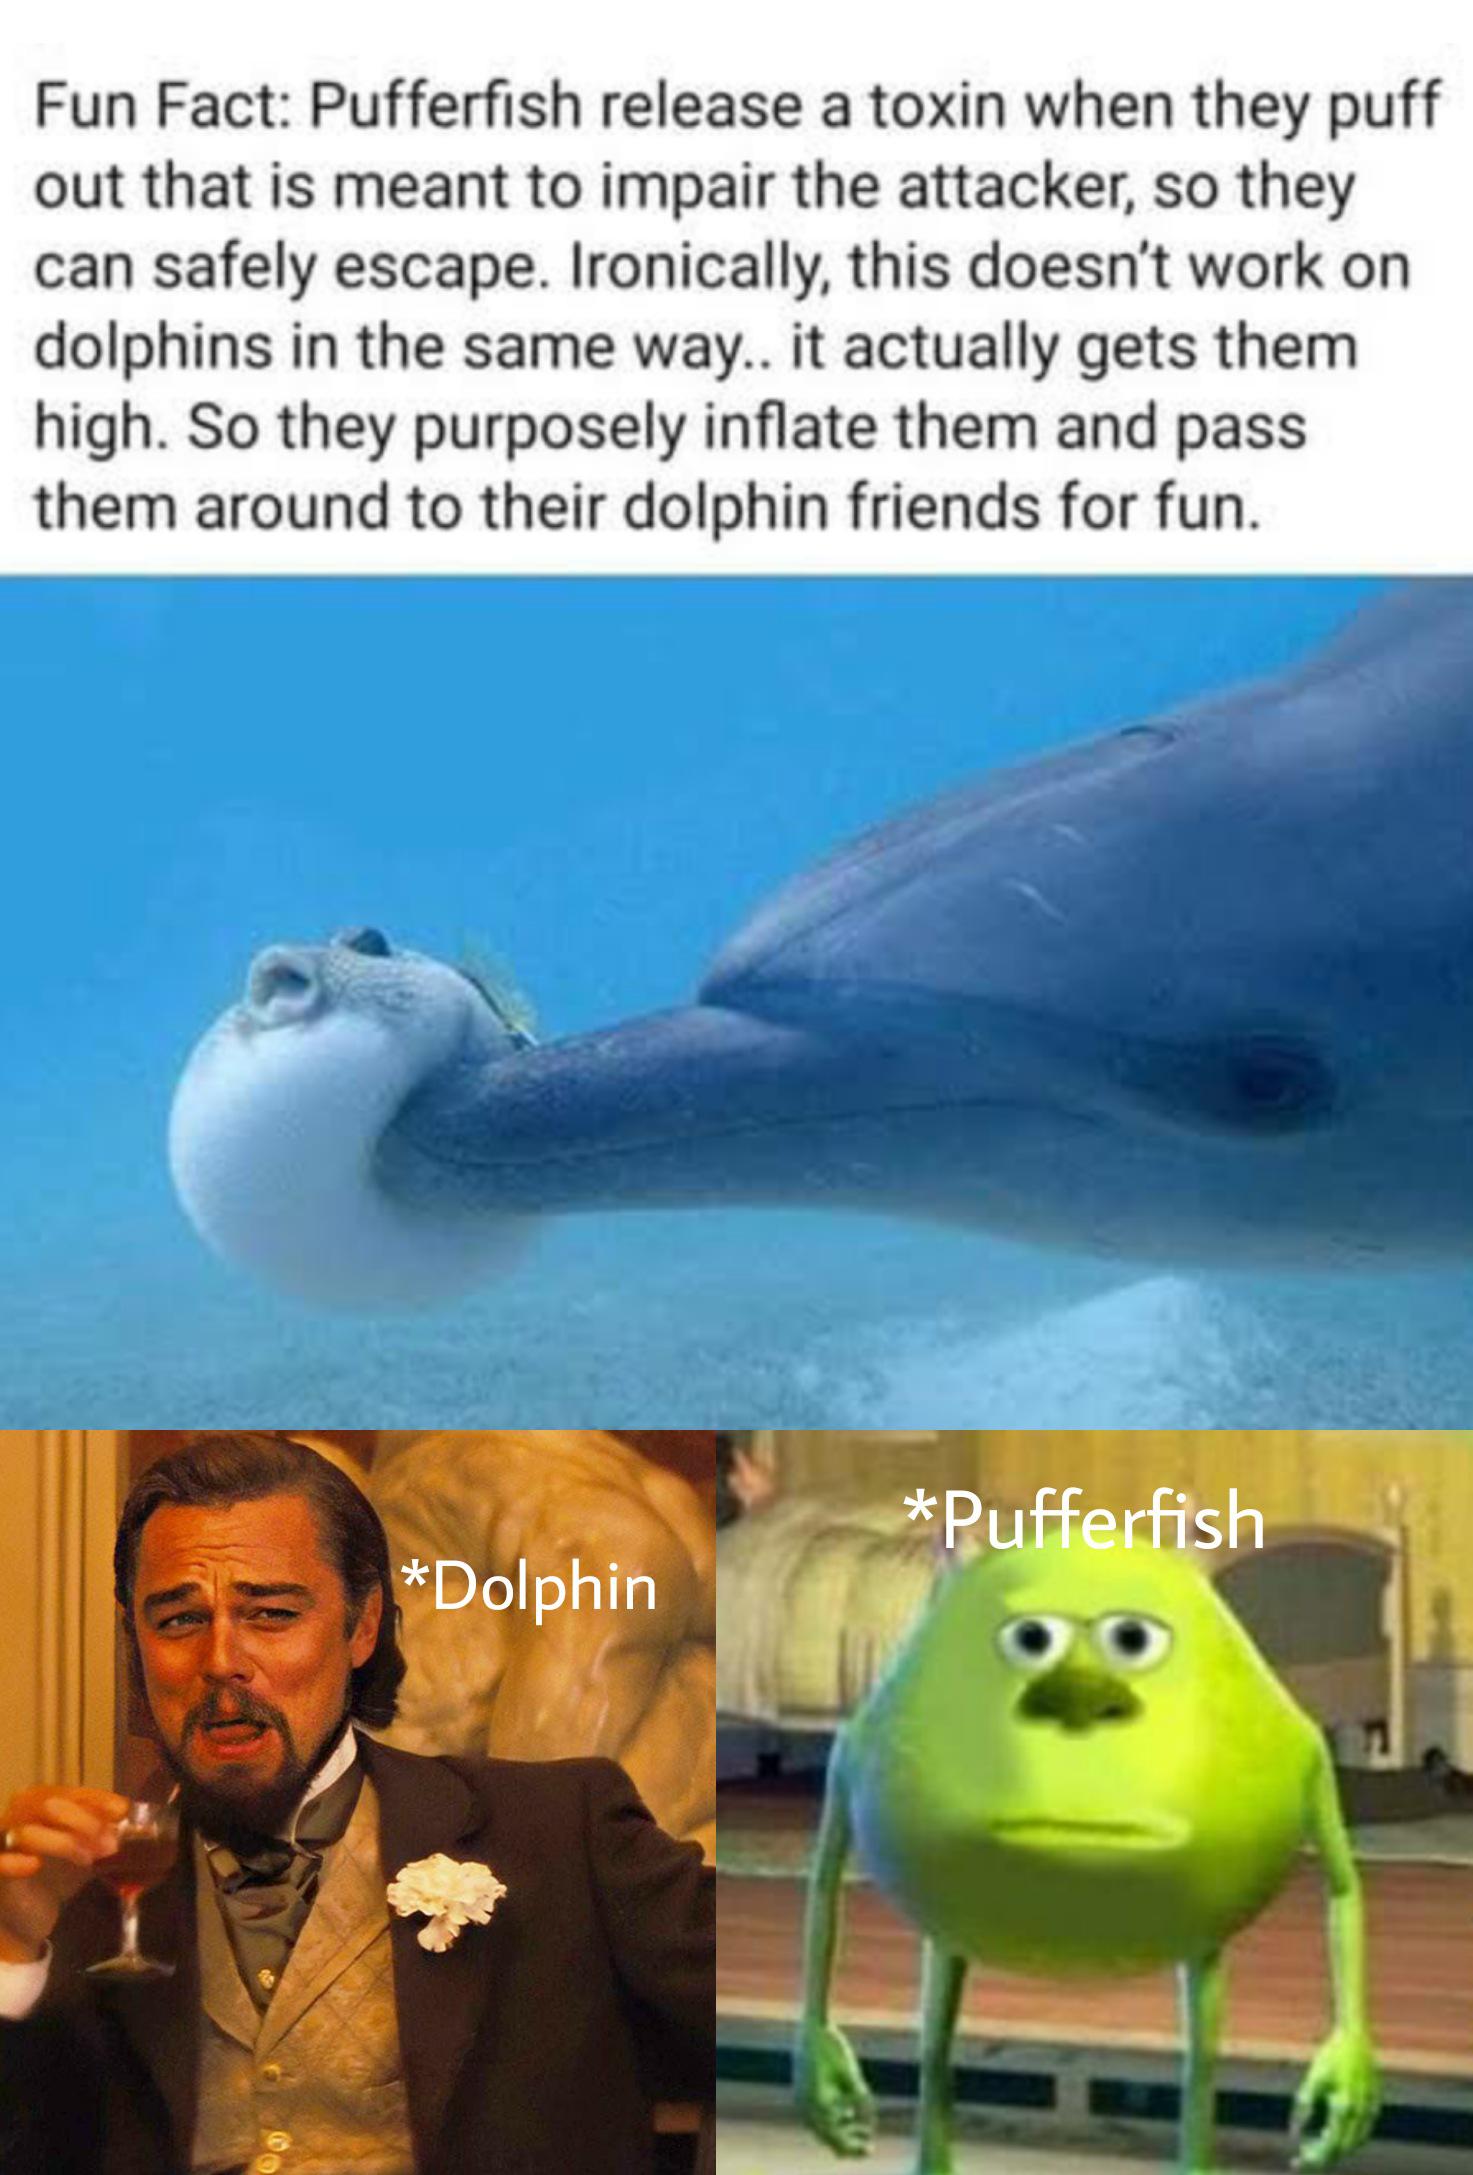 Fun Fact: Pufferfish release a toxin when they puff
out that is meant to impair the attacker, so they
can safely escape. Ironically, this doesn't work on
dolphins in the same way.. it actually gets them
high. So they purposely inflate them and pass
them around to their dolphin friends for fun.
*Dolphin
*Pufferfish